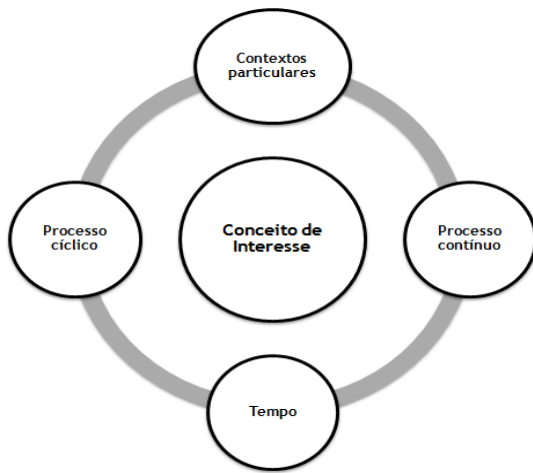 Contextos
particulares
Processo
cíclico
Conceito de
Interesse
Processo
contínuo
Tempo